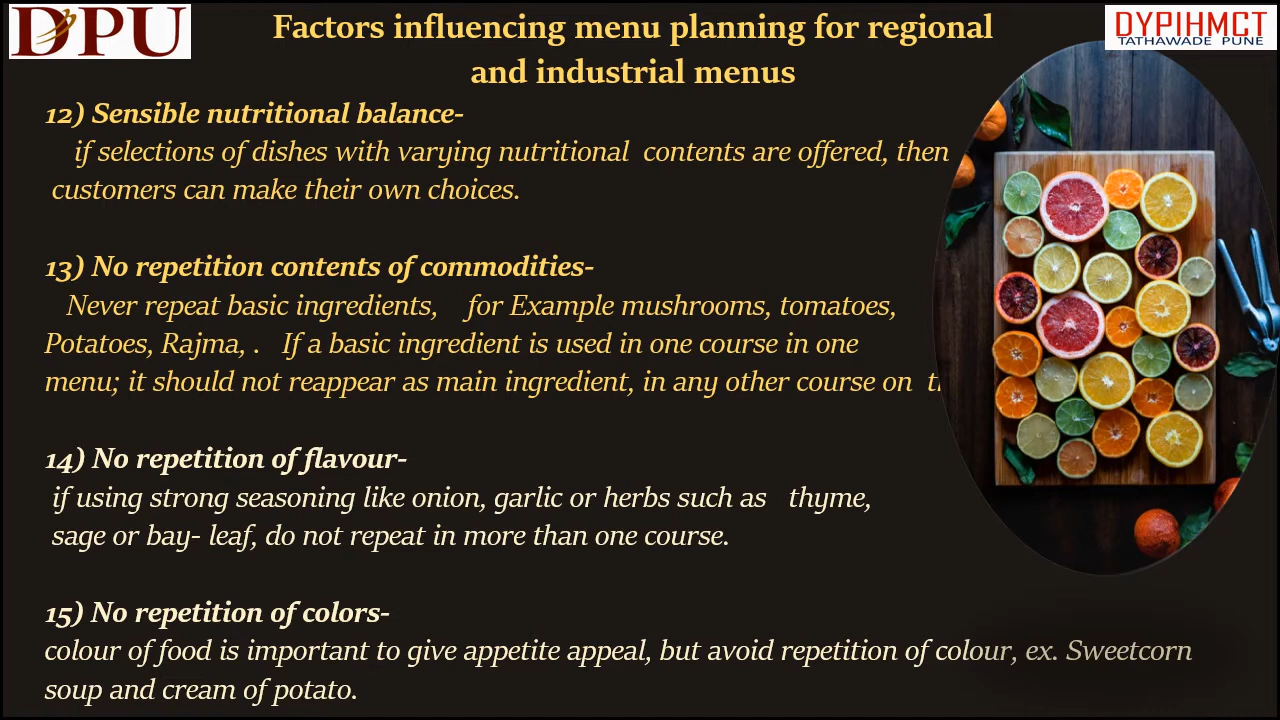 DPU
Factors influencing menu planning for regional
and industrial menus
DYPIHMCT
TATHAWADE PUNE
12) Sensible nutritional balance-
if selections of dishes with varying nutritional contents are offered, then
customers can make their own choices.
13) No repetition contents of commodities-
Never repeat basic ingredients, for Example mushrooms, tomatoes,
Potatoes, Rajma, . If a basic ingredient is used in one course in one
menu; it should not reappear as main ingredient, in any other course on
14) No repetition of flavour-
if using strong seasoning like onion, garlic or herbs such as thyme,
sage or bay- leaf, do not repeat in more than one course.
15) No repetition of colors-
colour of food is important to give appetite appeal, but avoid repetition of colour, ex. Sweetcorn
soup and cream of potato.